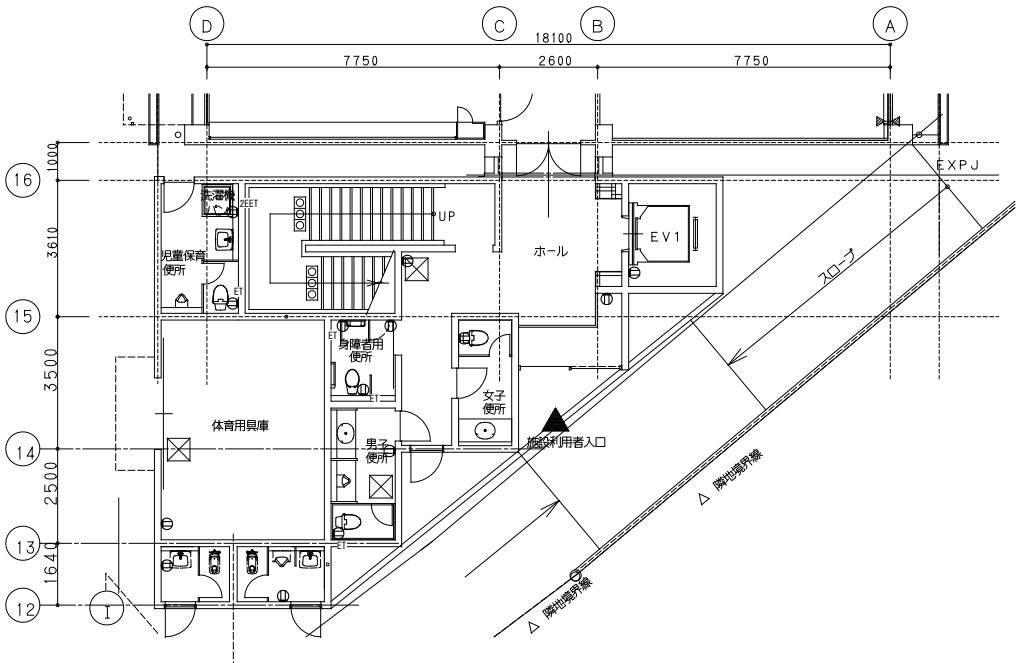 D
C
B
A
18100
7750
2600
7750
1000
EXPJ
16
洗濯機
2EET
UP
3610
児童保育
便所
ホール
EV1
スロープ
ET
15
ET
身障者用
便所
3500
ET
女子
便所
体育用具庫
施設利用者入口
男子
便所
14
隣地境界線
2500
13
ET
1640
12
I
隣地境界線